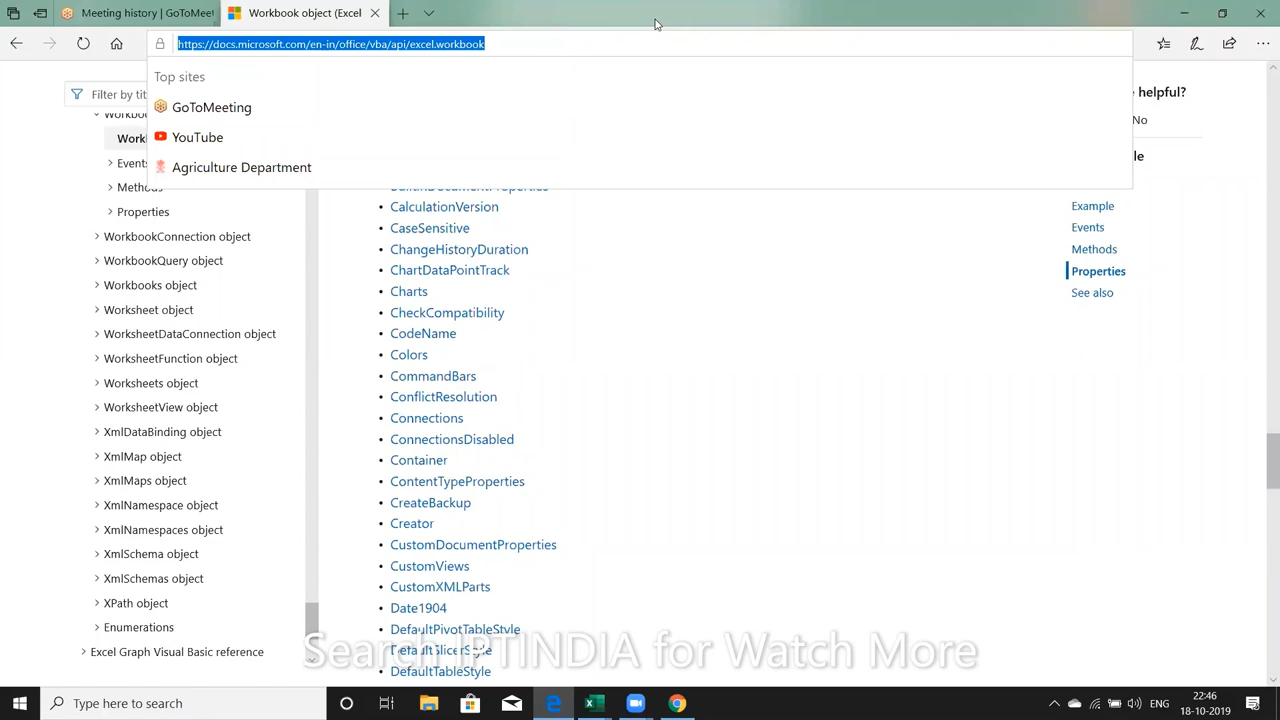 Meeting history | GoToMeet
Workbook object (Excel
https://docs.microsoft.com/en-in/office/vba/api/excel.workbook
Top sites
GoToMeeting
YouTube
Agriculture Department
Filter by tit
e helpful?
No
Work
Events
Methods
Properties
WorkbookConnection object
WorkbookQuery object
Workbooks object
Worksheet object
WorksheetDataConnection object
WorksheetFunction object
Worksheets object
WorksheetView object
XmlDataBinding object
XmlMap object
XmlMaps object
XmlNamespace object
XmlNamespaces object
XmlSchema object
XmlSchemas object
XPath object
Enumerations
Excel Graph Visual Basic reference
BuiltinDocumentProperties
CalculationVersion
CaseSensitive
ChangeHistoryDuration
ChartDataPointTrack
Charts
CheckCompatibility
CodeName
Colors
CommandBars
ConflictResolution
Connections
ConnectionsDisabled
Container
ContentTypeProperties
CreateBackup
Creator
CustomDocumentProperties
CustomViews
CustomXMLParts
Date1904
DefaultPivotTableStyle
DefaultSlicerStyle
DefaultTableStyle
Example
Events
Methods
Properties
See also
Search IPTINDIA for Watch More
Type here to search
ENG
22:46
18-10-2019